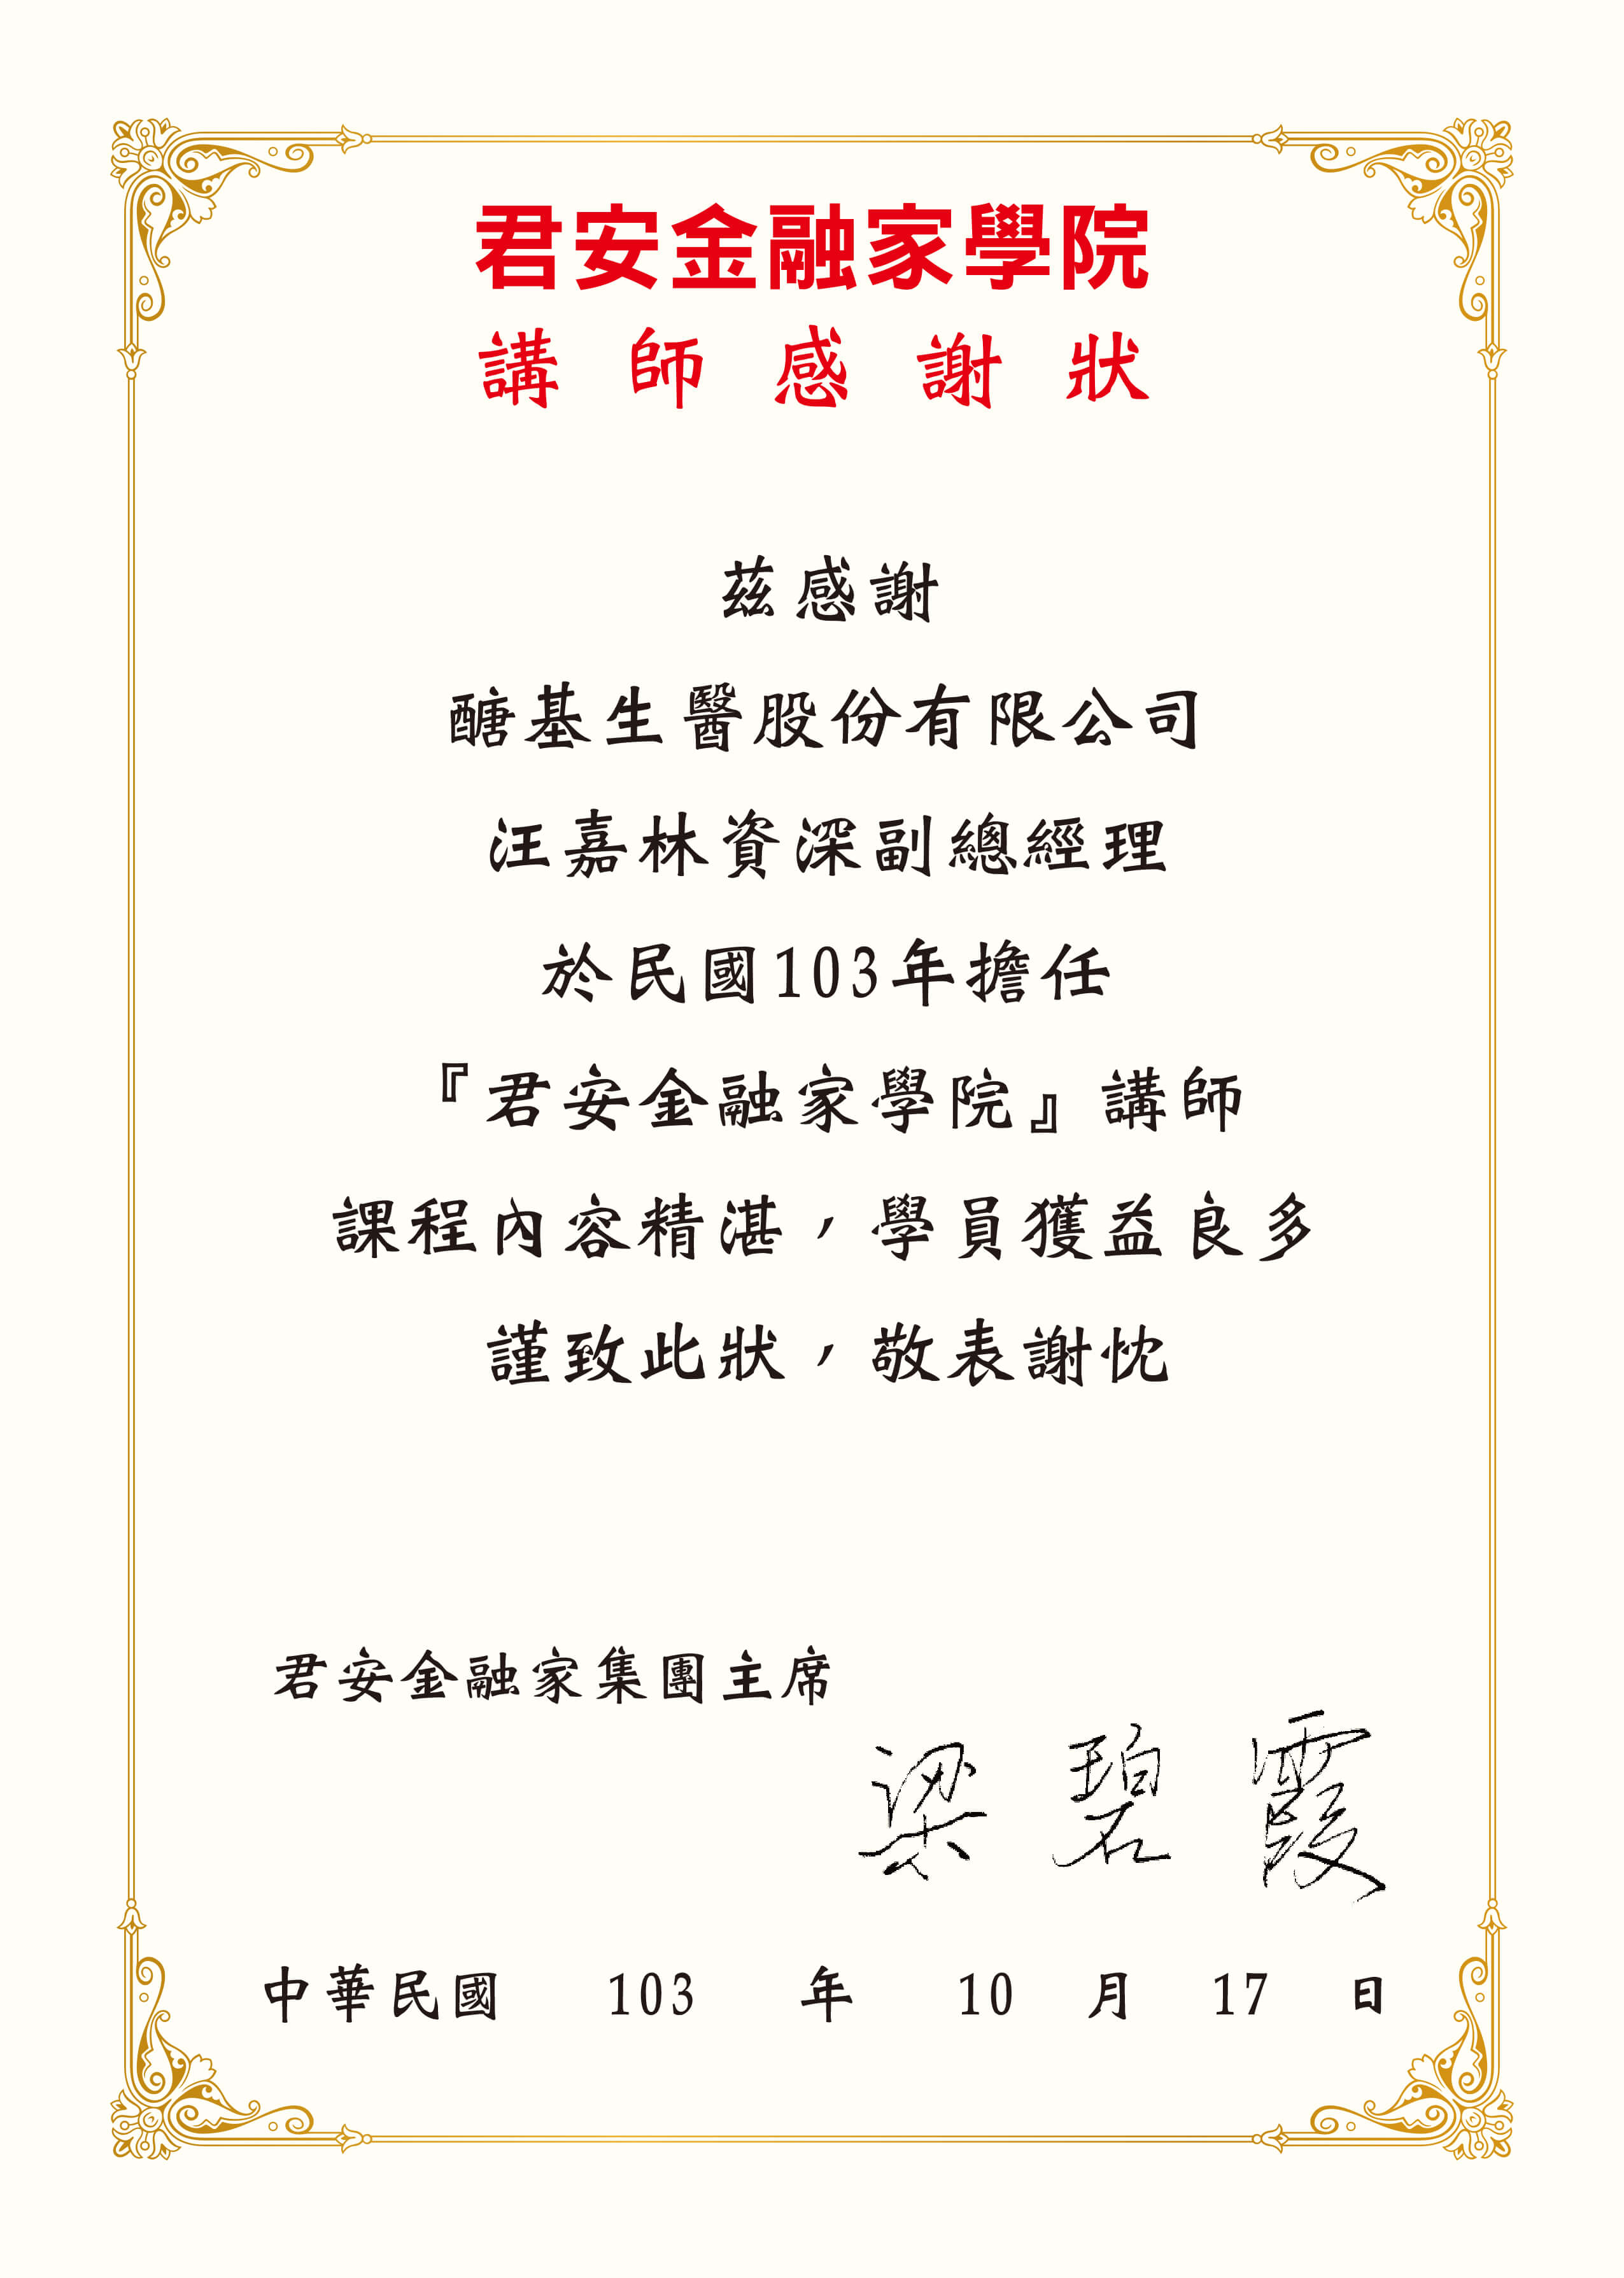 君安金融家學院
講師感謝狀
茲感謝
醣基生醫股份有限公司
汪嘉林資深副總經理
於民國103年擔任
『君安金融家學院』講師
課程內容精湛，學員獲益良多
謹致此狀，敬表謝忱
君安金融家集團主席
梁碧霞
中華民國 103 年 10 月 17 日